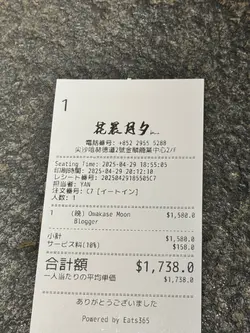 1
花晨月夕
電話番号: +852 2955 5288
尖沙咀赫德道2號金麟商業中心2/F
Seating Time: 2025-04-29 18:55:05
印刷時間: 2025-04-29 20:32:10
レシート番号: 20250429185505C7
担当者: YAN
注文番号: C7 [イートイン]
人数: 1
1 (晚) Omakase Moon $1,580.0
Blogger
小計 $1,580.0
サービス料(10%) $158.0
合計額 $1,738.0
一人当たりの平均単価 $1,738.0
ありがとうございました
Powered by Eats365